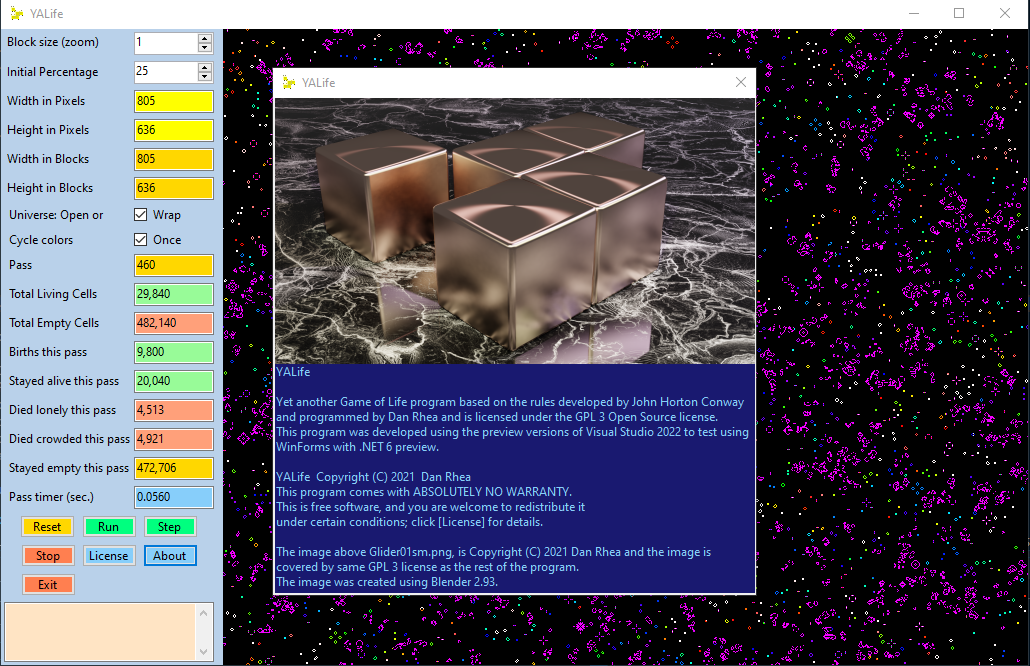 YALife
Block size (zoom) 1
Initial Percentage 25
Width in Pixels 805
Height in Pixels 636
Width in Blocks 805
Height in Blocks 636
Universe: Open or Wrap
Cycle colors Once
Pass 460
Total Living Cells 29,840
Total Empty Cells 482,140
Births this pass 9,800
Stayed alive this pass 20,040
Died lonely this pass 4,513
Died crowded this pass 4,921
Stayed empty this pass 472,706
Pass timer (sec.) 0.0560
Reset Run Step
Stop License About
Exit
YALife
YALife
Yet another Game of Life program based on the rules developed by John Horton Conway
and programmed by Dan Rhea and is licensed under the GPL 3 Open Source license.
This program was developed using the preview versions of Visual Studio 2022 to test using
WinForms with .NET 6 preview.
YALife Copyright (C) 2021 Dan Rhea
This program comes with ABSOLUTELY NO WARRANTY.
This is free software, and you are welcome to redistribute it
under certain conditions; click [License] for details.
The image above Glider01sm.png, is Copyright (C) 2021 Dan Rhea and the image is
covered by same GPL 3 license as the rest of the program.
The image was created using Blender 2.93.